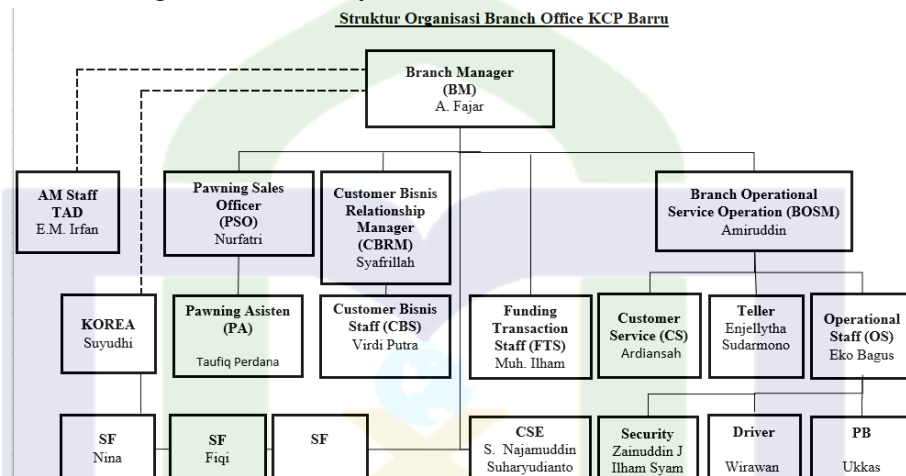 Struktur Organisasi Branch Office KCP Barru
Branch Manager
(BM)
A. Fajar
AM Staff
TAD
E.M. Irfan
Pawning Sales
Officer
(PSO)
Nurfatri
Customer Bisnis
Relationship
Manager
(CBRM)
Syafrillah
Branch Operational
Service Operation (BOSM)
Amiruddin
KOREA
Suyudhi
Pawning Asisten
(PA)
Taufiq Perdana
Customer Bisnis
Staff (CBS)
Virdi Putra
Funding
Transaction
Staff (FTS)
Muh. Ilham
Customer
Service (CS)
Ardiansah
Teller
Enjellytha
Sudarmono
Operational
Staff (OS)
Eko Bagus
SF
Nina
SF
Fiqi
SF
CSE
S. Najamuddin
Suharyudianto
Security
Zainuddin J
Ilham Syam
Driver
Wirawan
PB
Ukkas